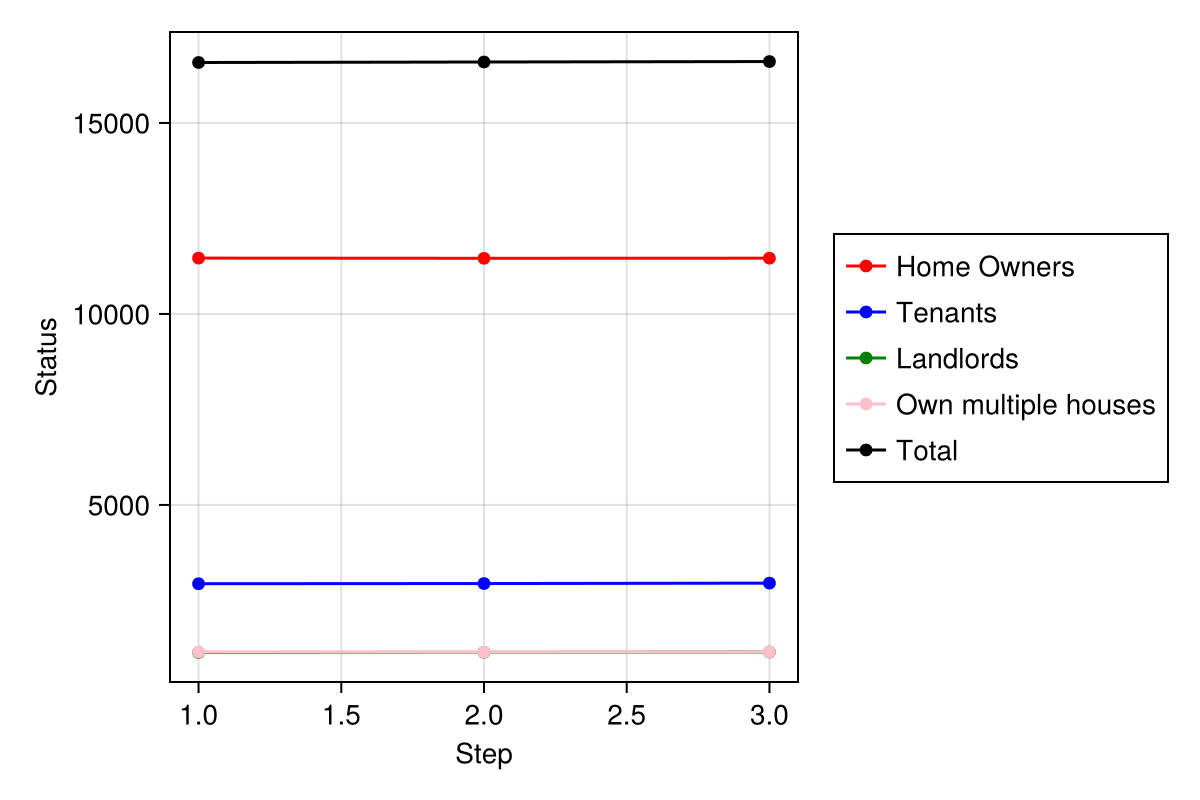 15000
10000
5000
Status
1.0 1.5 2.0 2.5 3.0
Step
Home Owners
Tenants
Landlords
Own multiple houses
Total